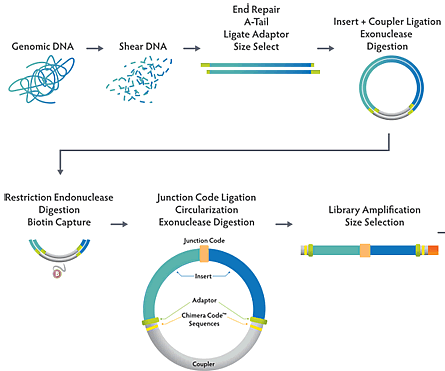 Genomic DNA
Shear DNA
End Repair
A-Tail
Ligate Adaptor
Size Select
Insert + Coupler Ligation
Exonuclease
Digestion
Restriction Endonuclease
Digestion
Biotin Capture
Junction Code Ligation
Circularization
Exonuclease Digestion
Library Amplification
Size Selection
Junction Code
Insert
Adaptor
Chimera Code™
Sequences
Coupler
B